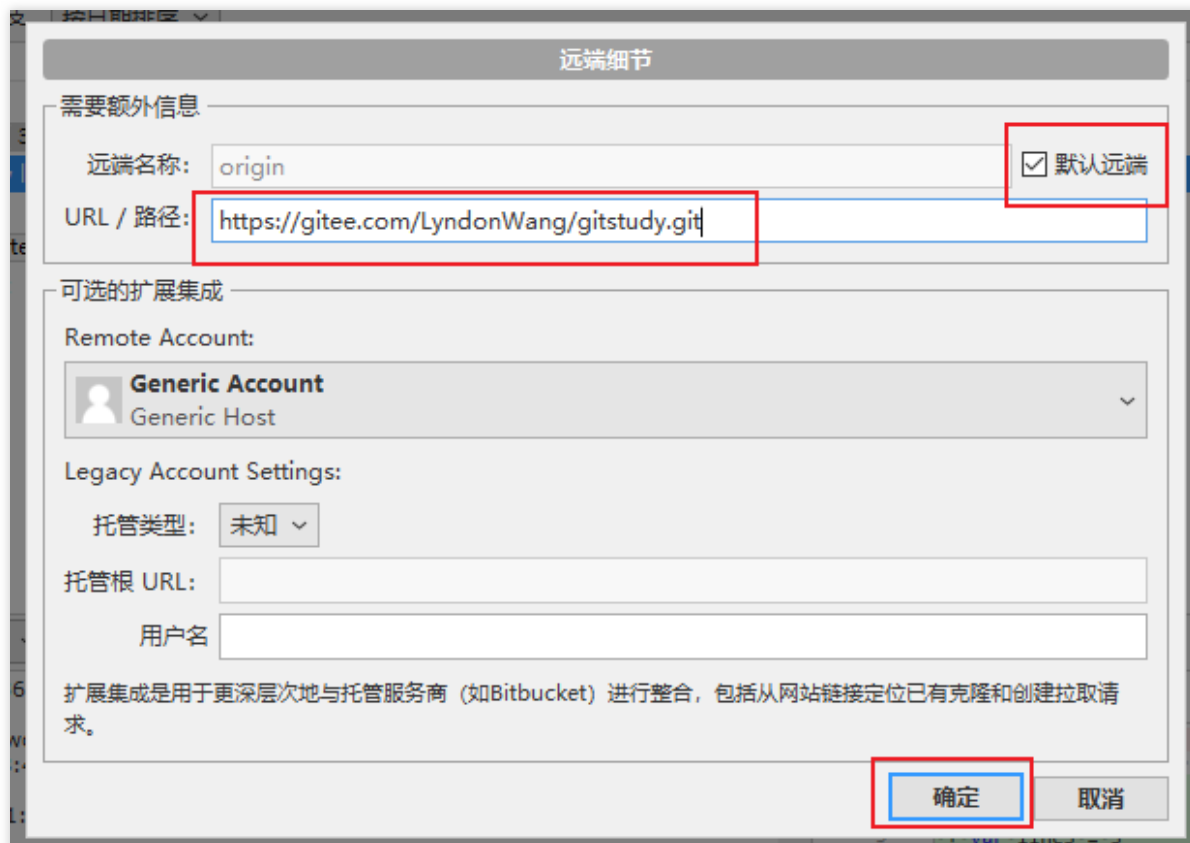 按日期排序
远端细节
需要额外信息
远端名称: origin 默认远端
URL / 路径: https://gitee.com/LyndonWang/gitstudy.git
可选的扩展集成
Remote Account:
Generic Account
Generic Host
Legacy Account Settings:
托管类型: 未知
托管根 URL:
用户名
扩展集成是用于更深层次地与托管服务商（如Bitbucket）进行整合，包括从网站链接定位已有克隆和创建拉取请
求。
确定 取消